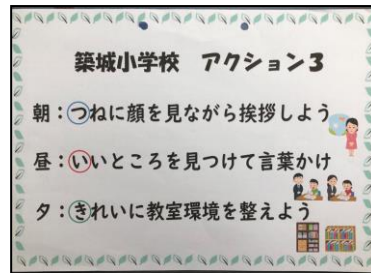 築城小学校 アクション3
朝：つねに顔を見ながら挨拶しよう
昼：いいところを見つけて言葉かけ
夕：きれいに教室環境を整えよう